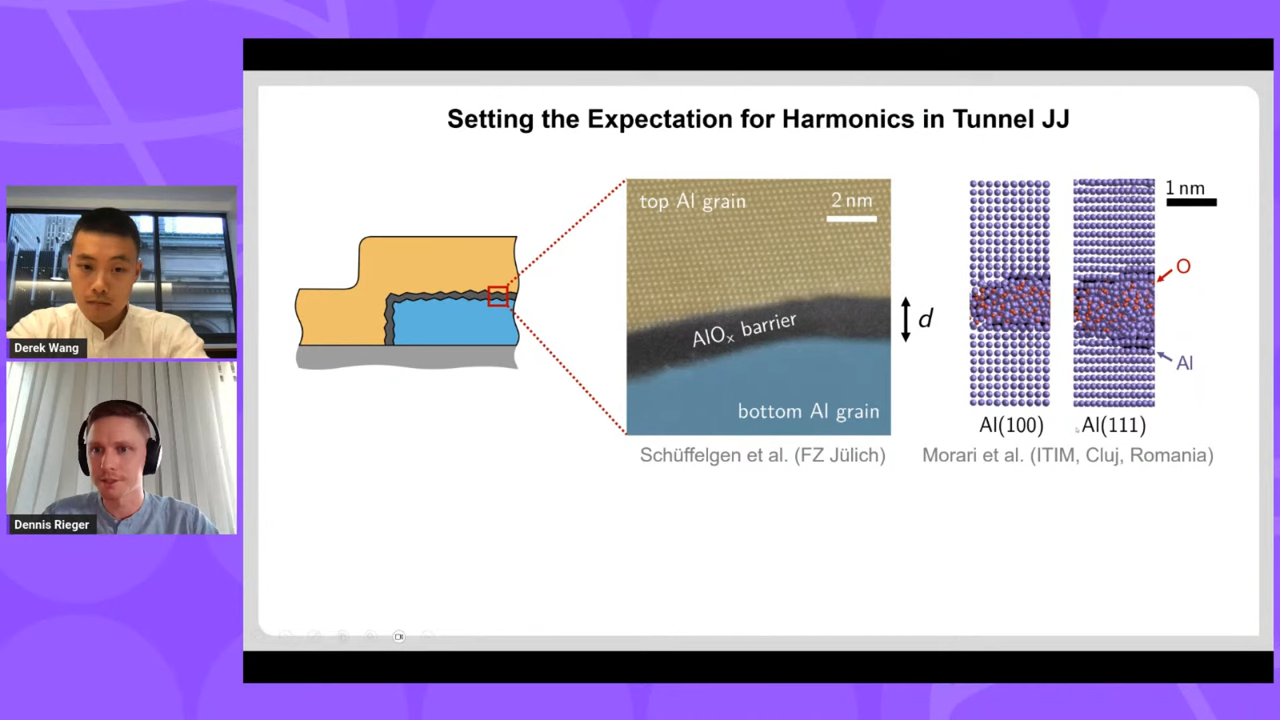 Setting the Expectation for Harmonics in Tunnel JJ
top Al grain
2 nm
AlOx barrier
bottom Al grain
d
1 nm
O
Al
Al(100)
Al(111)
Schüffelgen et al. (FZ Jülich)
Morari et al. (ITIM, Cluj, Romania)
Derek Wang
Dennis Rieger